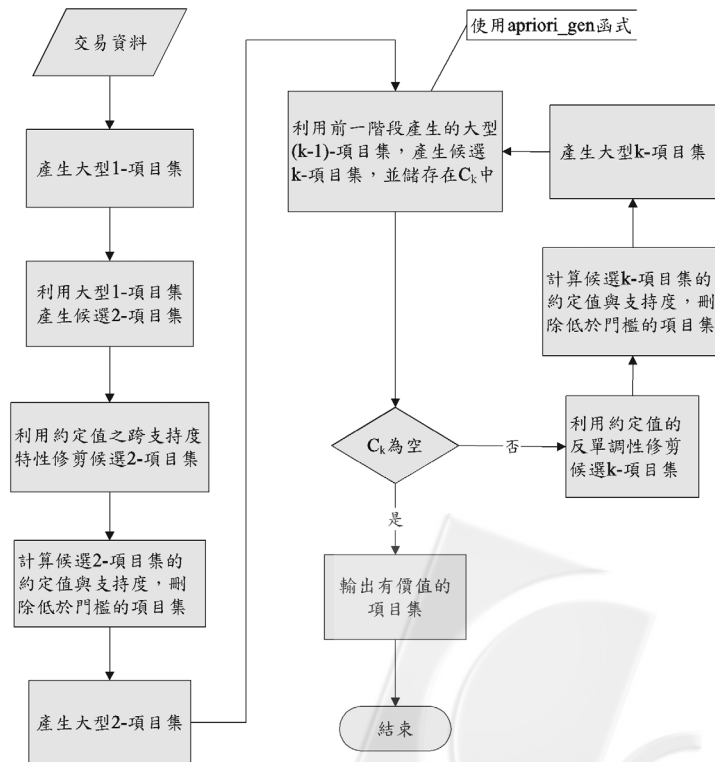 交易資料
產生大型1-項目集
利用大型1-項目集
產生候選2-項目集
利用約定值之跨支持度
特性修剪候選2-項目集
計算候選2-項目集的
約定值與支持度，刪
除低於門檻的項目集
產生大型2-項目集
使用apriori_gen函式
利用前一階段產生的大型
(k-1)-項目集，產生候選
k-項目集，並儲存在Ck中
Ck為空
否
是
利用約定值的
反單調性修剪
候選k-項目集
計算候選k-項目集的
約定值與支持度，刪
除低於門檻的項目集
產生大型k-項目集
輸出有價值的
項目集
結束